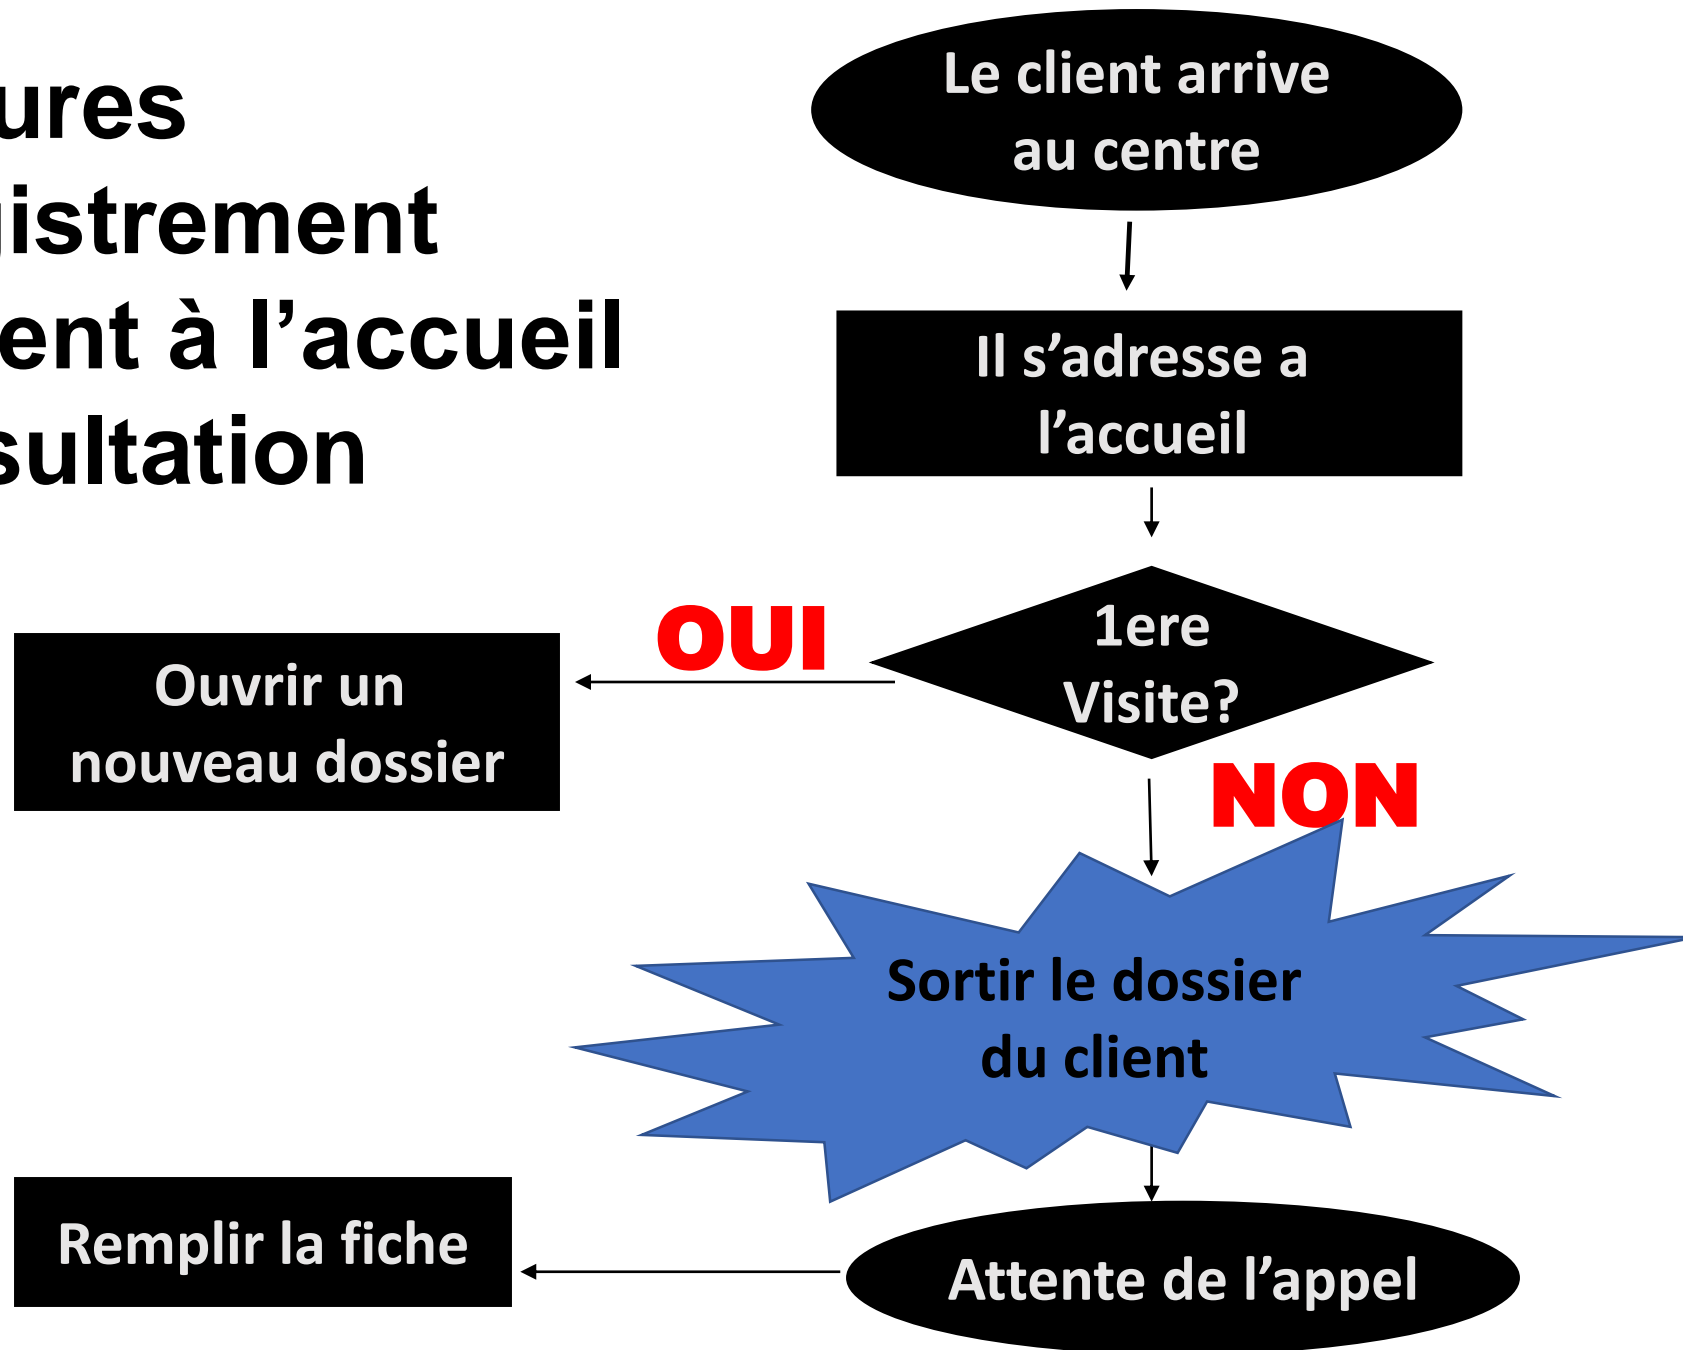 ures
gistrement
ent à l’accueil
sultation
Le client arrive
au centre
Il s’adresse a
l’accueil
1ere
Visite?
OUI
Ouvrir un
nouveau dossier
NON
Sortir le dossier
du client
Attente de l’appel
Remplir la fiche